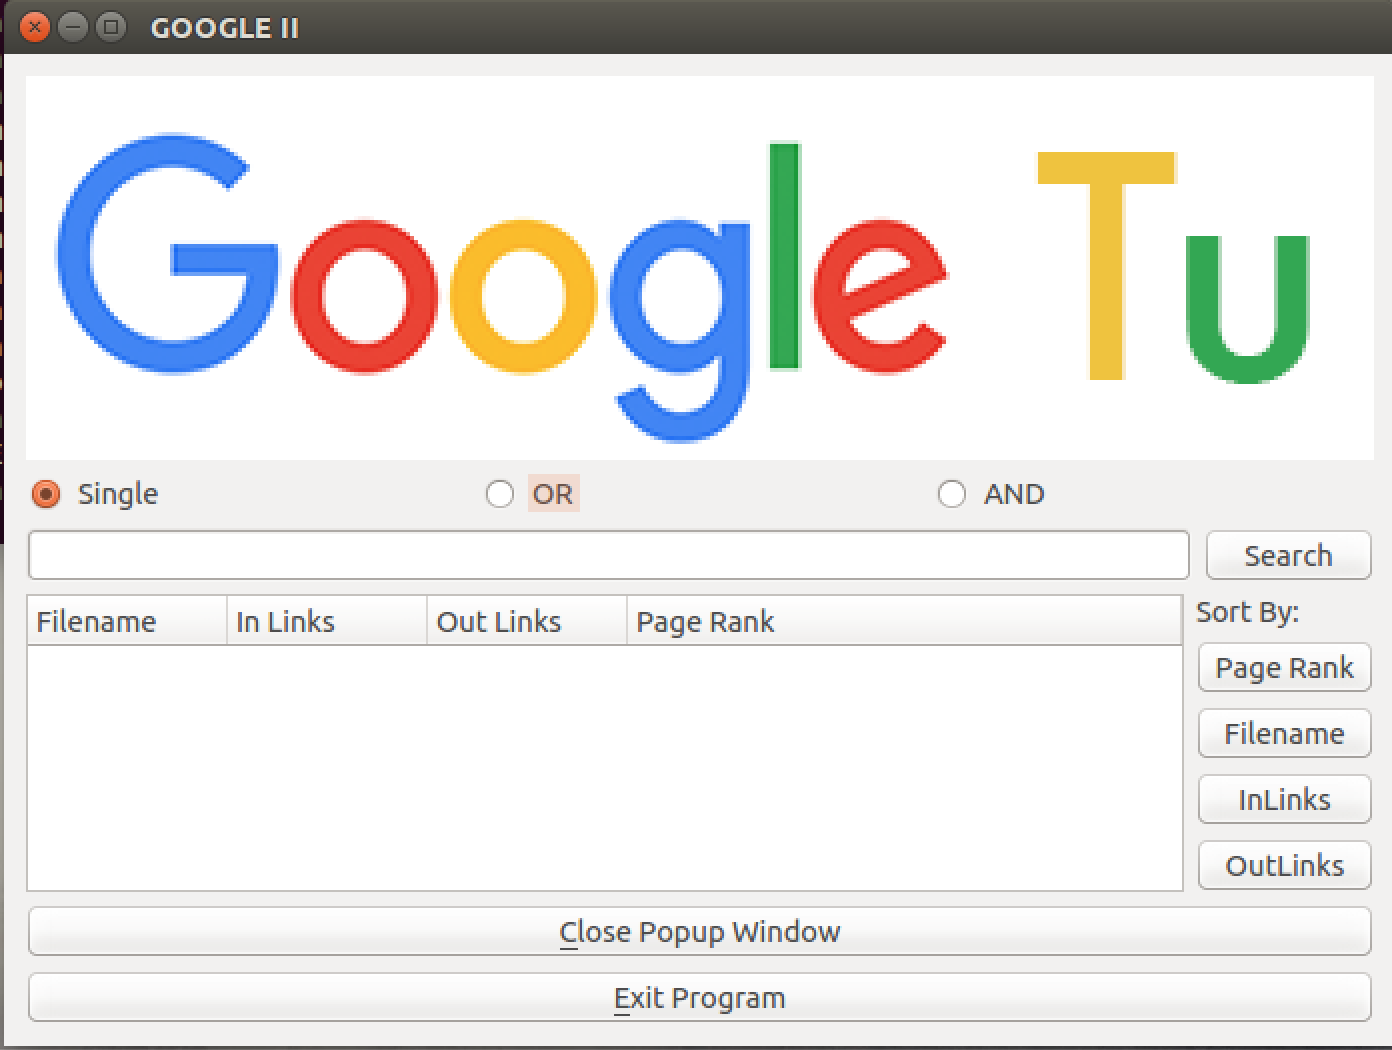 GOOGLE II
Google Tu
Single OR AND
Search
Filename In Links Out Links Page Rank
Sort By:
Page Rank
Filename
InLinks
OutLinks
Close Popup Window
Exit Program